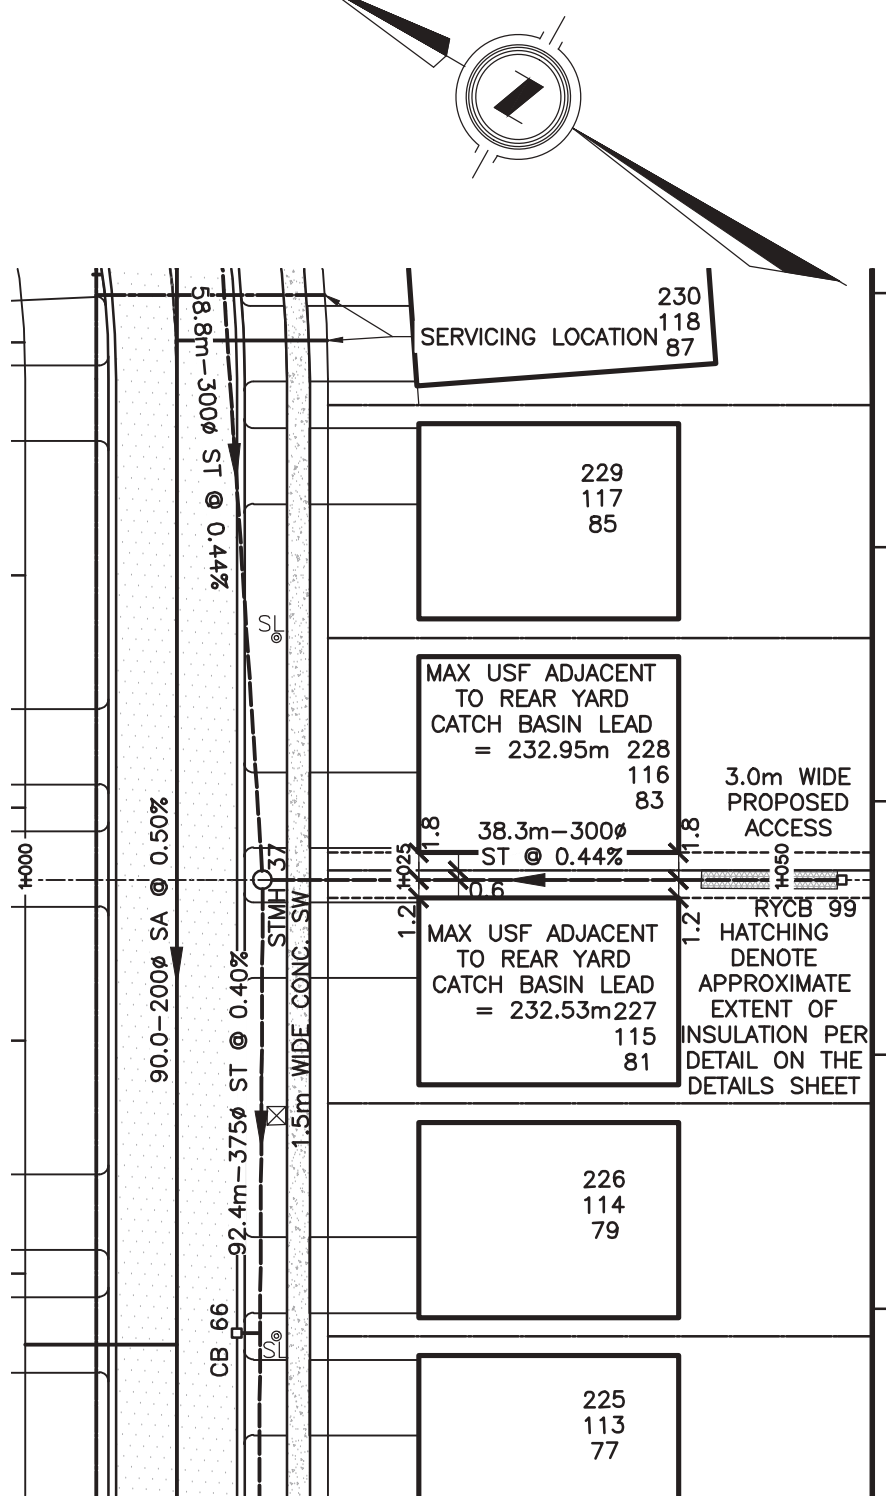 230
118
87
SERVICING LOCATION
58.8m-300ø ST @ 0.44%
229
117
85
SL
MAX USF ADJACENT
TO REAR YARD
CATCH BASIN LEAD
= 232.95m 228
116
83
3.0m WIDE
PROPOSED
ACCESS
1.8
38.3m-300ø
ST @ 0.44%
1.8
1+000
STMH 37
1+025
0.6
1+050
RYCB 99
1.2
1.2
90.0-200ø SA @ 0.50%
92.4m-375ø ST @ 0.40%
1.5m WIDE CONC. SW
MAX USF ADJACENT
TO REAR YARD
CATCH BASIN LEAD
= 232.53m227
115
81
HATCHING
DENOTE
APPROXIMATE
EXTENT OF
INSULATION PER
DETAIL ON THE
DETAILS SHEET
226
114
79
CB 66
SL
225
113
77